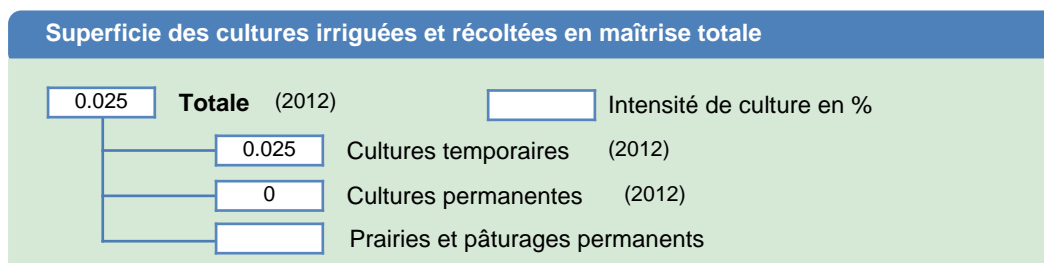 Superficie des cultures irriguées et récoltées en maîtrise totale
0.025 Totale (2012) Intensité de culture en %
0.025 Cultures temporaires (2012)
0 Cultures permanentes (2012)
Prairies et pâturages permanents